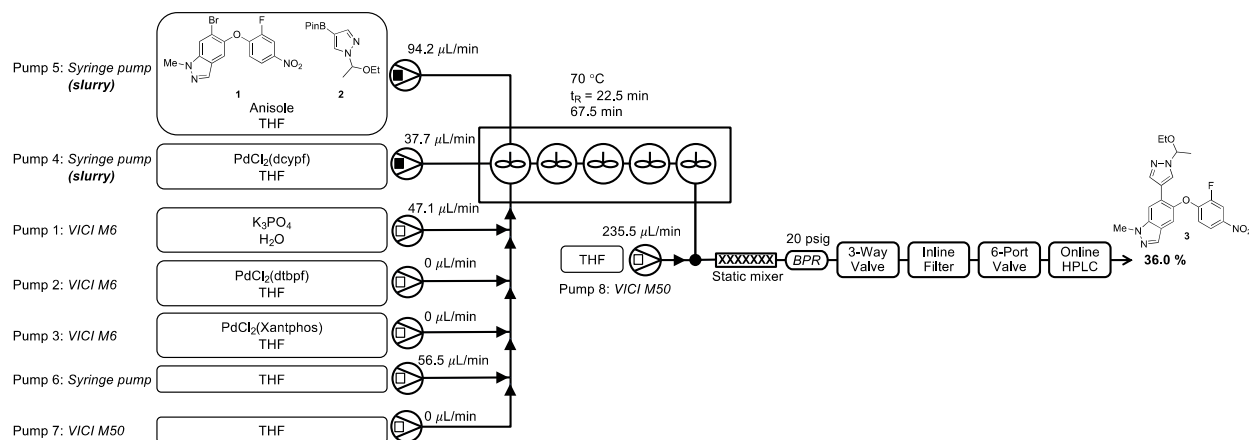 Pump 5: Syringe pump
(slurry)
Br
N
N
Me
O
F
NO2
1
PinB
N
N
OEt
2
Anisole
THF
94.2 μL/min
Pump 4: Syringe pump
(slurry)
PdCl2(dcypf)
THF
37.7 μL/min
Pump 1: VICI M6
K3PO4
H2O
47.1 μL/min
Pump 2: VICI M6
PdCl2(dtbpf)
THF
0 μL/min
Pump 3: VICI M6
PdCl2(Xantphos)
THF
0 μL/min
Pump 6: Syringe pump
THF
56.5 μL/min
Pump 7: VICI M50
THF
0 μL/min
70 °C
tR = 22.5 min
67.5 min
235.5 μL/min
THF
Pump 8: VICI M50
XXXXXXX
Static mixer
20 psig
BPR
3-Way
Valve
Inline
Filter
6-Port
Valve
Online
HPLC
EtO
N
N
F
O
NO2
Me
N
N
3
36.0 %